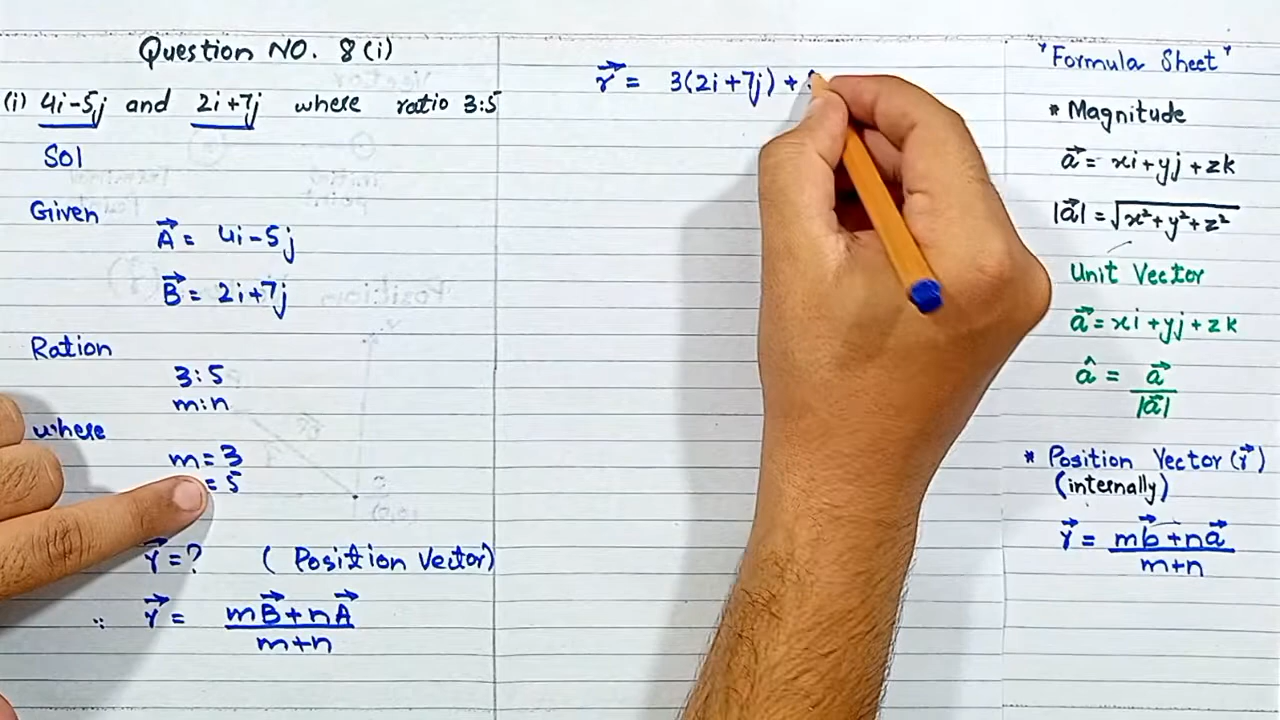 Question NO. 8 (i)
(i) 4i-5j and 2i+7j where ratio 3:5
Sol
Given
A⃗ = 4i-5j
B⃗ = 2i+7j
Ration
3:5
m:n
where
m = 3
= 5
r⃗ = ? ( Position Vector)
∵ r⃗ = mB⃗+nA⃗
m+n
r⃗ = 3(2i+7j) +
"Formula Sheet"
* Magnitude
a⃗ = xi+yj+zk
|a⃗| = √x²+y²+z²
Unit Vector
a⃗ = xi+yj+zk
â = a⃗
|a⃗|
* Position Vector (r⃗)
(internally)
r⃗ = mb⃗+na⃗
m+n